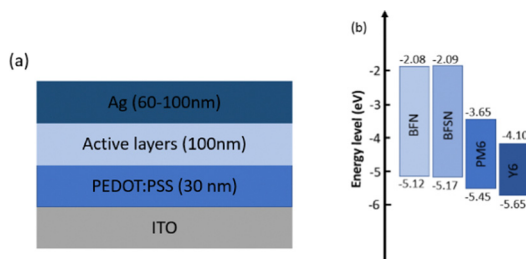 (a)
Ag (60-100nm)
Active layers (100nm)
PEDOT:PSS (30 nm)
ITO
(b)
Energy level (eV)
-2
-3
-4
-5
-6
-2.08
BFN
-5.12
-2.09
BFSN
-5.17
-3.65
PM6
-5.45
-4.10
Y6
-5.65